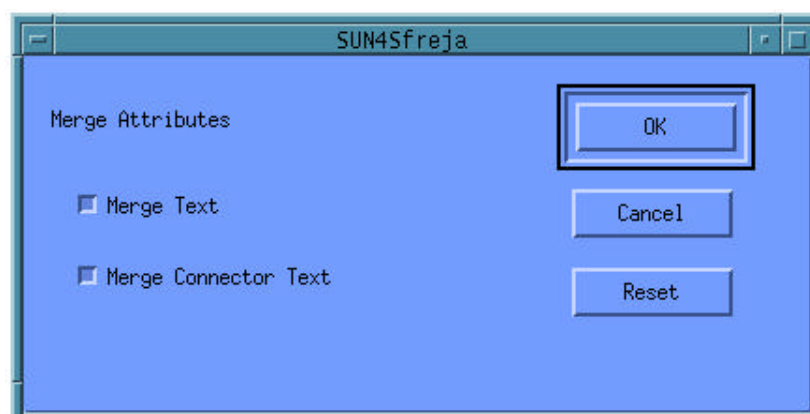 SUN4Sfreja
Merge Attributes
OK
Merge Text
Cancel
Merge Connector Text
Reset